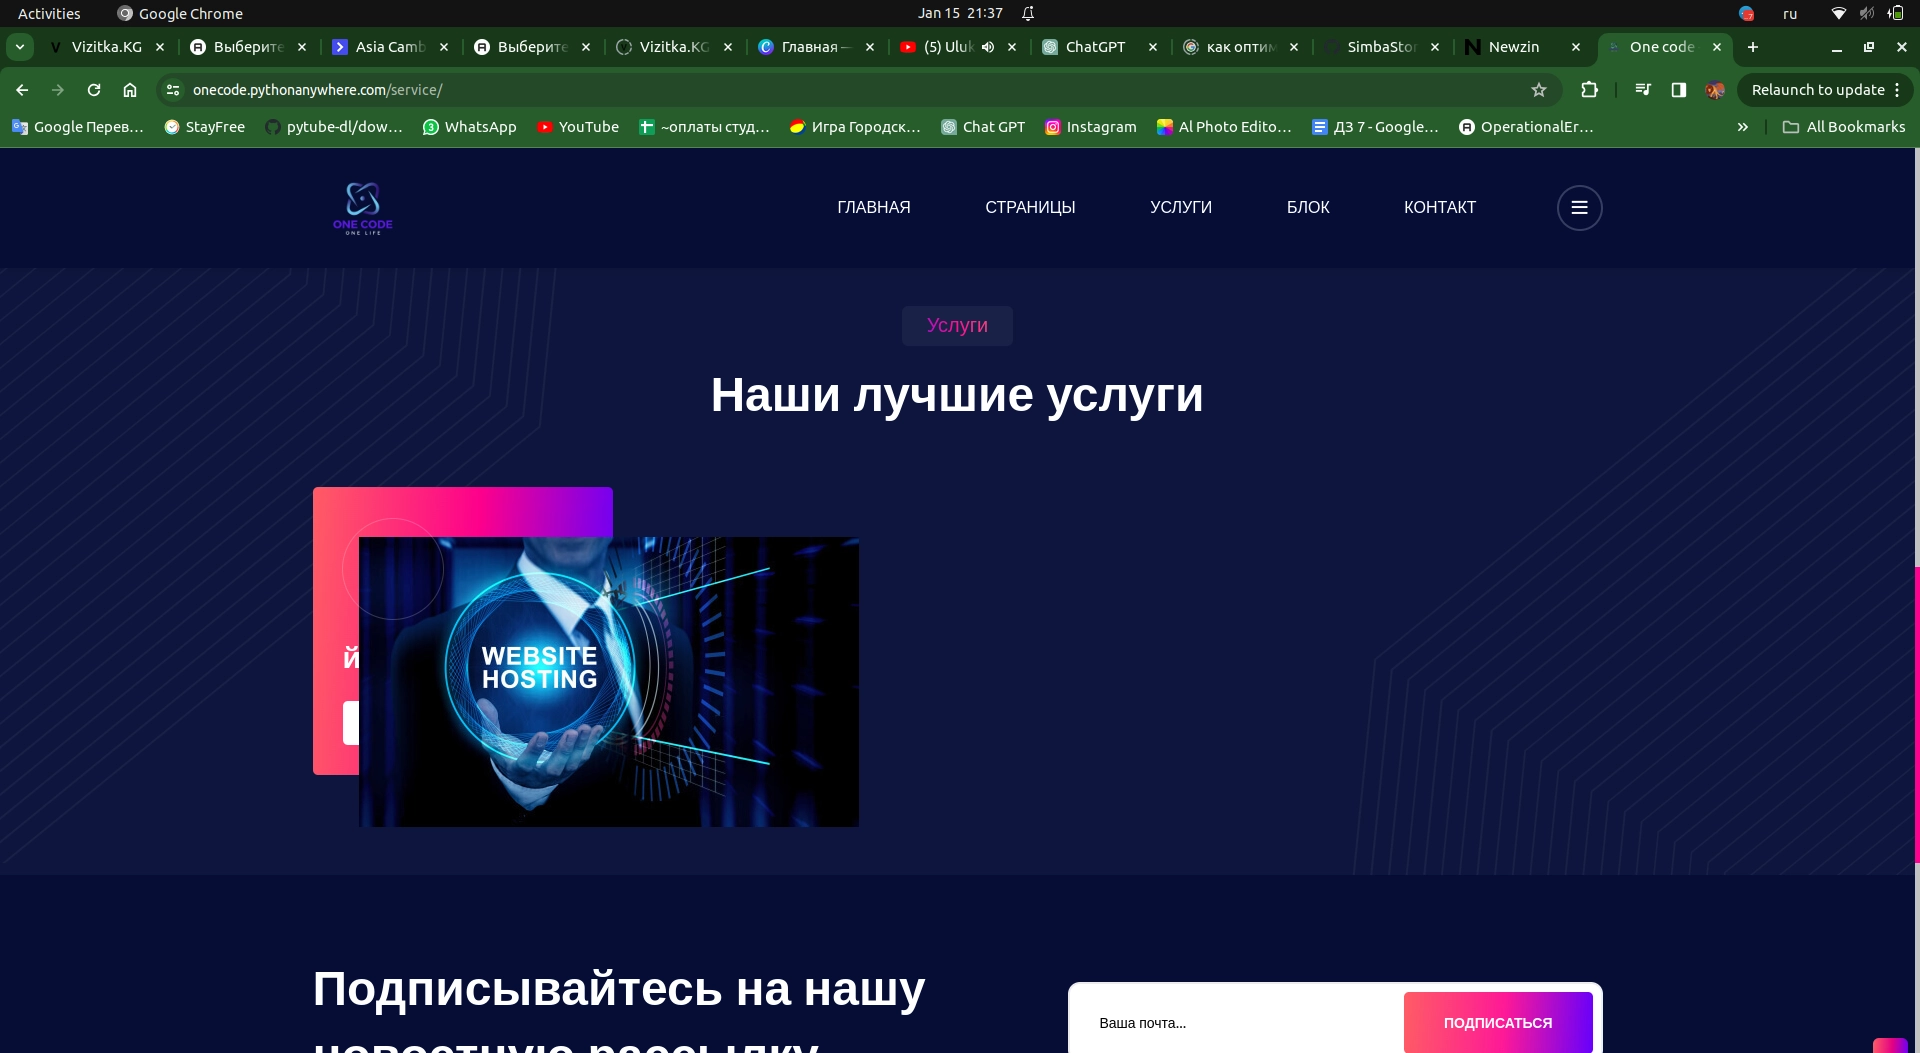 Activities
Google Chrome
Jan 15 21:37
ru
Vizitka.KG
Выберите
Asia Camb
Выберите
Vizitka.KG
Главная —
(5) Uluk
ChatGPT
как оптим
SimbaStor
Newzin
One code
onecode.pythonanywhere.com/service/
Relaunch to update
Google Перев...
StayFree
pytube-dl/dow...
WhatsApp
YouTube
~оплаты студ...
Игра Городск...
Chat GPT
Instagram
AI Photo Edito...
ДЗ 7 - Google...
OperationalEr...
All Bookmarks
ONE CODE
ONE LIFE
ГЛАВНАЯ
СТРАНИЦЫ
УСЛУГИ
БЛОК
КОНТАКТ
Услуги
Наши лучшие услуги
й
WEBSITE
HOSTING
Подписывайтесь на нашу
новостную рассылку
Ваша почта...
ПОДПИСАТЬСЯ